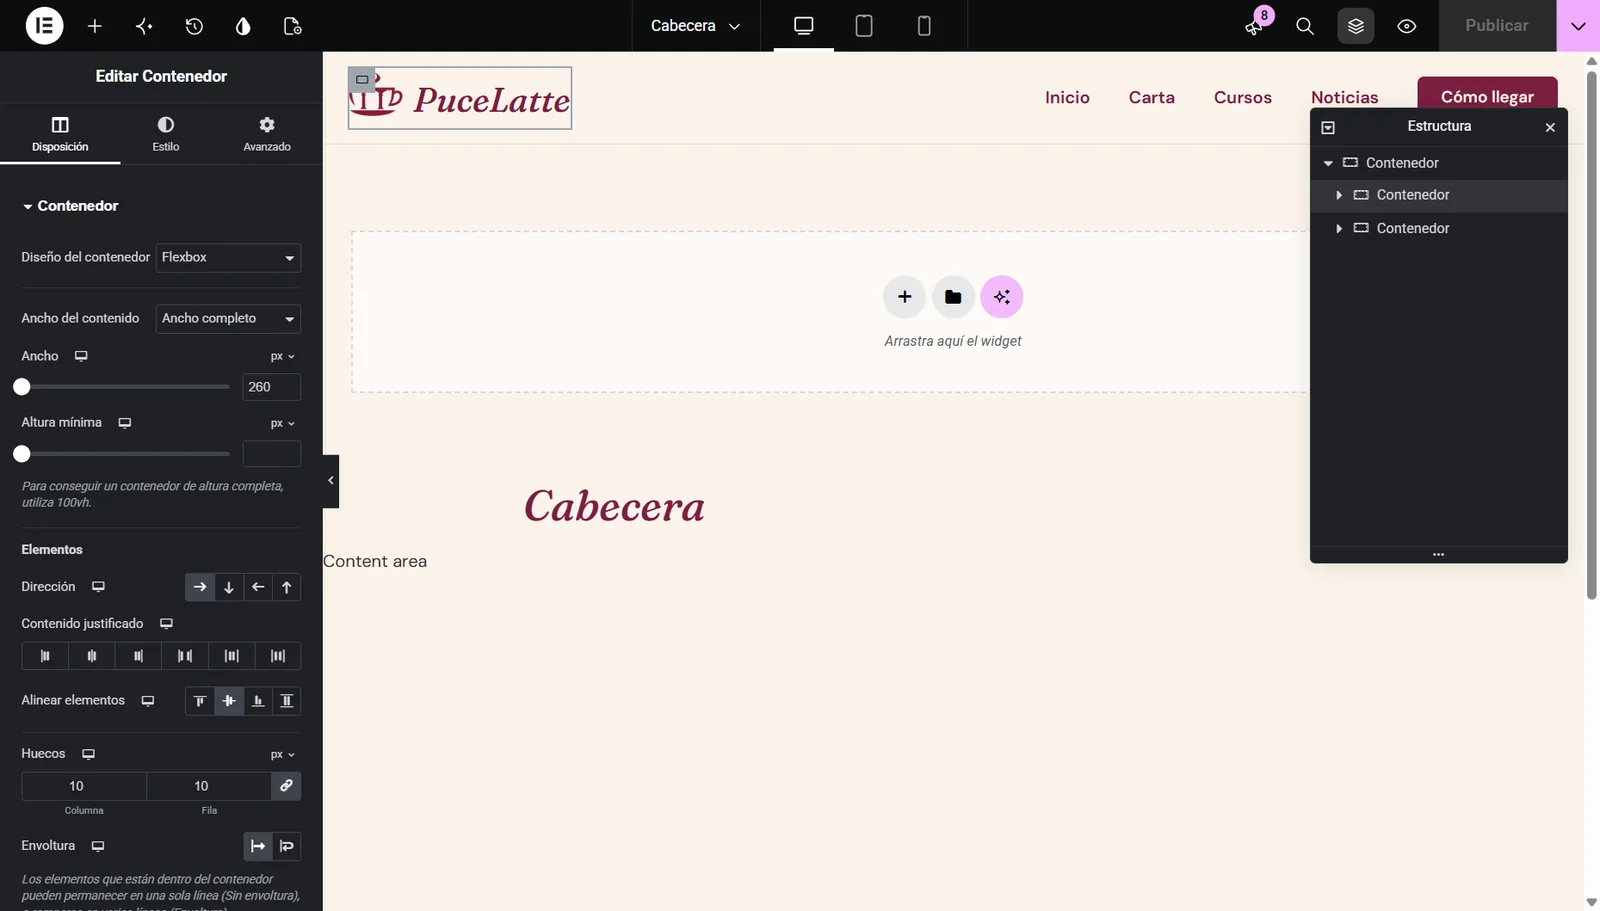 Cabecera
8
Publicar
Editar Contenedor
Disposición
Estilo
Avanzado
Contenedor
Diseño del contenedor
Flexbox
Ancho del contenido
Ancho completo
Ancho
px
260
Altura mínima
px
Para conseguir un contenedor de altura completa,
utiliza 100vh.
Elementos
Dirección
Contenido justificado
Alinear elementos
Huecos
px
10
10
Columna
Fila
Envoltura
Los elementos que están dentro del contenedor
pueden permanecer en una sola línea (Sin envoltura),
PuceLatte
Inicio
Carta
Cursos
Noticias
Cómo llegar
Arrastra aquí el widget
Cabecera
Content area
Estructura
Contenedor
Contenedor
Contenedor